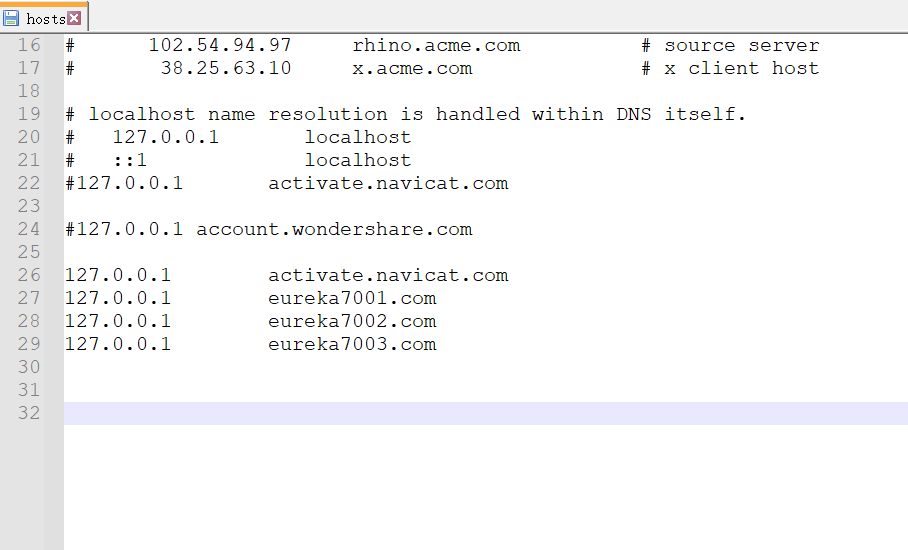 hosts
16 #      102.54.94.97     rhino.acme.com          # source server
17 #       38.25.63.10     x.acme.com              # x client host
18
19 # localhost name resolution is handled within DNS itself.
20 #   127.0.0.1       localhost
21 #   ::1             localhost
22 #127.0.0.1       activate.navicat.com
23
24 #127.0.0.1 account.wondershare.com
25
26 127.0.0.1        activate.navicat.com
27 127.0.0.1        eureka7001.com
28 127.0.0.1        eureka7002.com
29 127.0.0.1        eureka7003.com
30
31
32